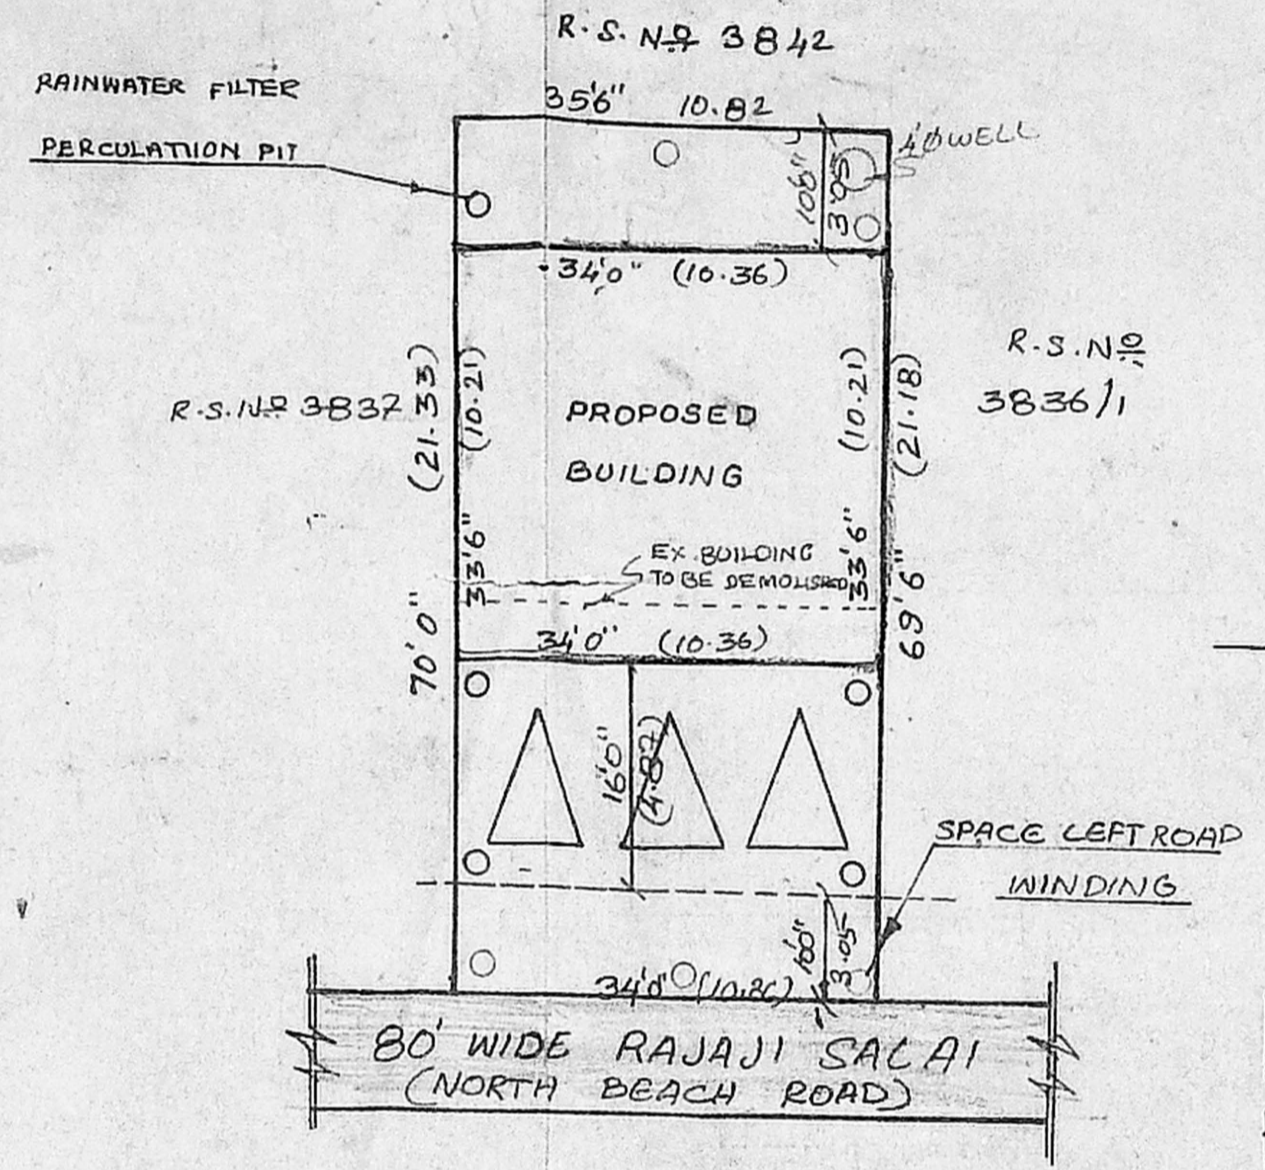 R.S. No 3842
RAINWATER FILTER
PERCULATIION PIT
35'6" 10.82
4'Ø WELL
10'6"
3.05
34'0" (10.36)
R.S. No 3837
(21.33)
70'0"
(10.21)
33'6"
PROPOSED
BUILDING
(10.21)
33'6"
(21.18)
69'6"
R.S. No
3836/1
EX. BUILDING
TO BE DEMOLISHED
34'0" (10.36)
16'0"
(4.87)
SPACE LEFT ROAD
WINDING
10'0"
3.05
34'0" (10.36)
80' WIDE RAJAJI SALAI
(NORTH BEACH ROAD)